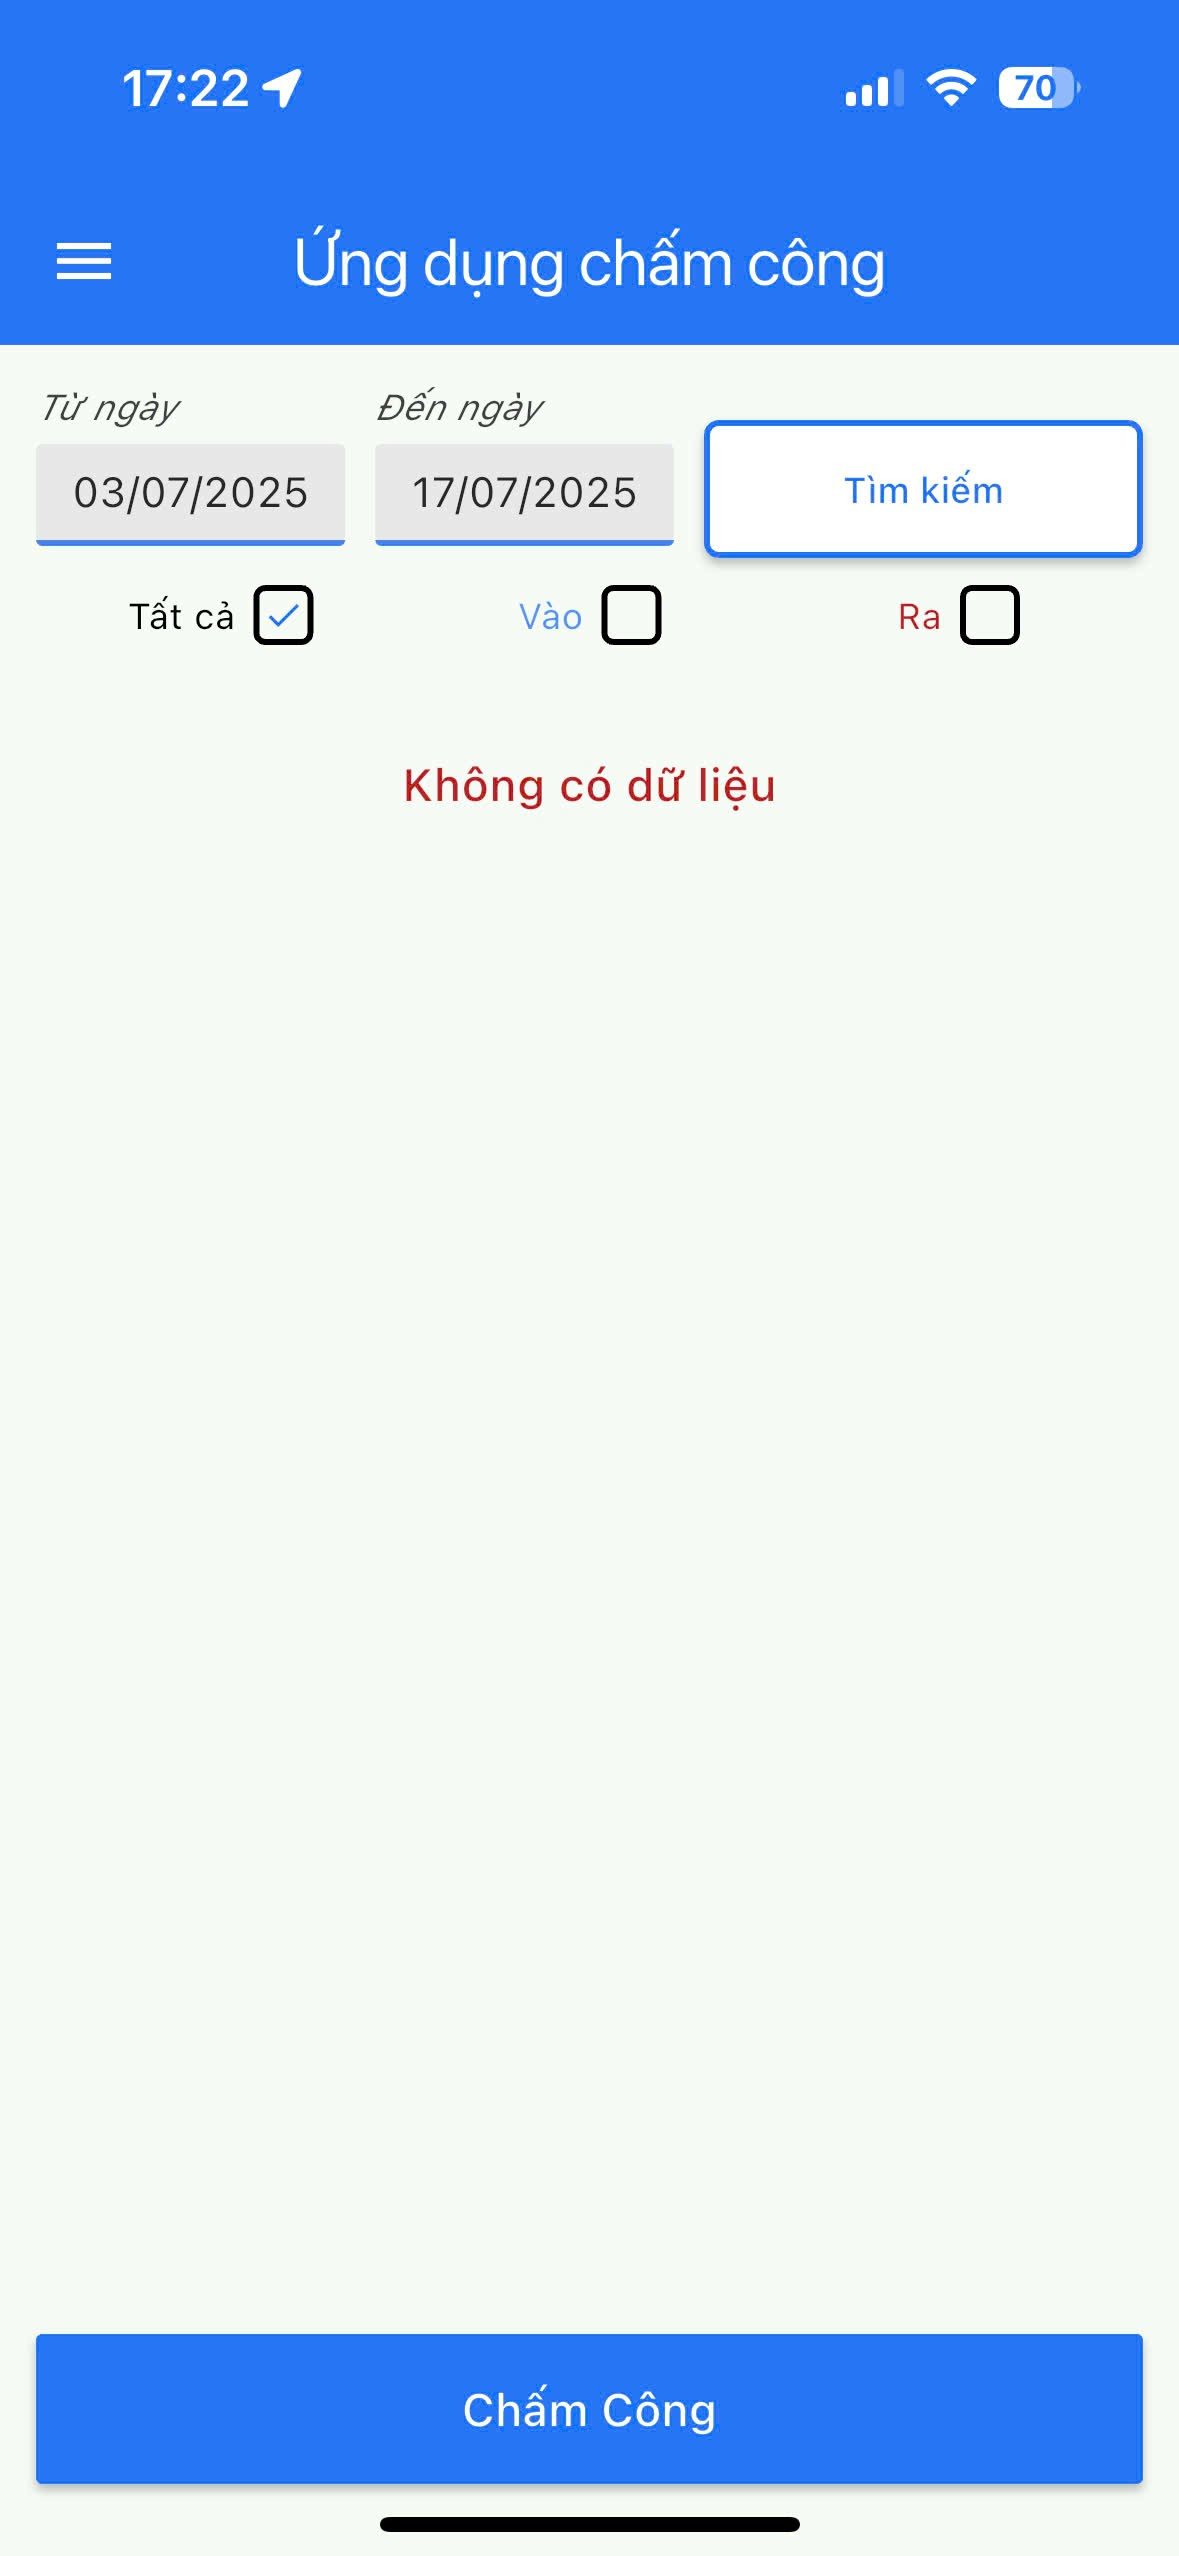 17:22
70
Ứng dụng chấm công
Từ ngày
Đến ngày
03/07/2025
17/07/2025
Tìm kiếm
Tất cả
Vào
Ra
Không có dữ liệu
Chấm Công